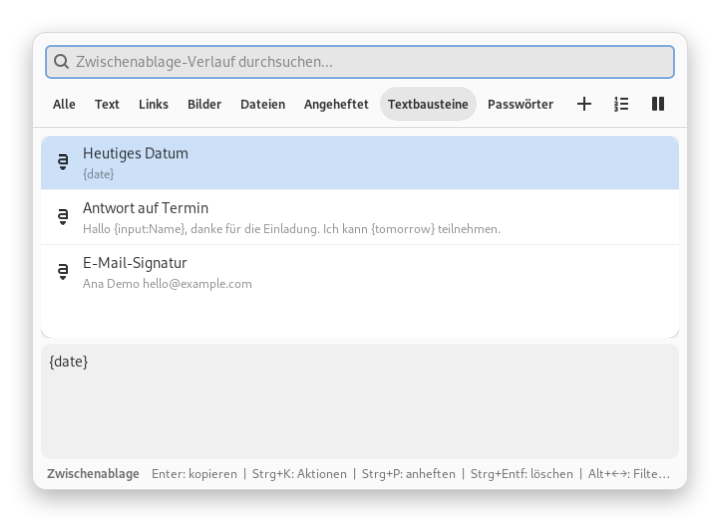 Zwischenablage-Verlauf durchsuchen...
Alle Text Links Bilder Dateien Angeheftet Textbausteine Passwörter
Heutiges Datum
{date}
Antwort auf Termin
Hallo {input:Name}, danke für die Einladung. Ich kann {tomorrow} teilnehmen.
E-Mail-Signatur
Ana Demo hello@example.com
{date}
Zwischenablage Enter: kopieren | Strg+K: Aktionen | Strg+P: anheften | Strg+Entf: löschen | Alt+←→: Filte…